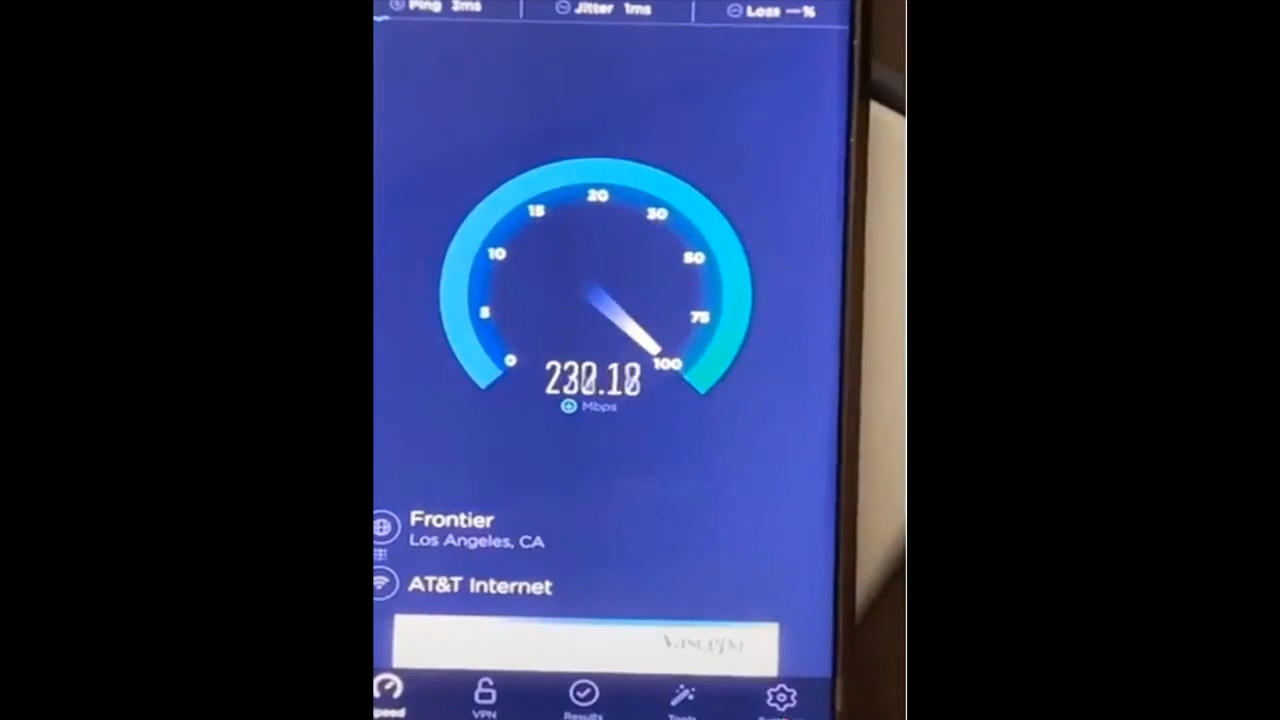 Ping 3ms
Jitter 1ms
Loss —%
20
15
30
10
50
5
75
0
100
230.18
Mbps
Frontier
Los Angeles, CA
AT&T Internet
VPN
Results
Tools